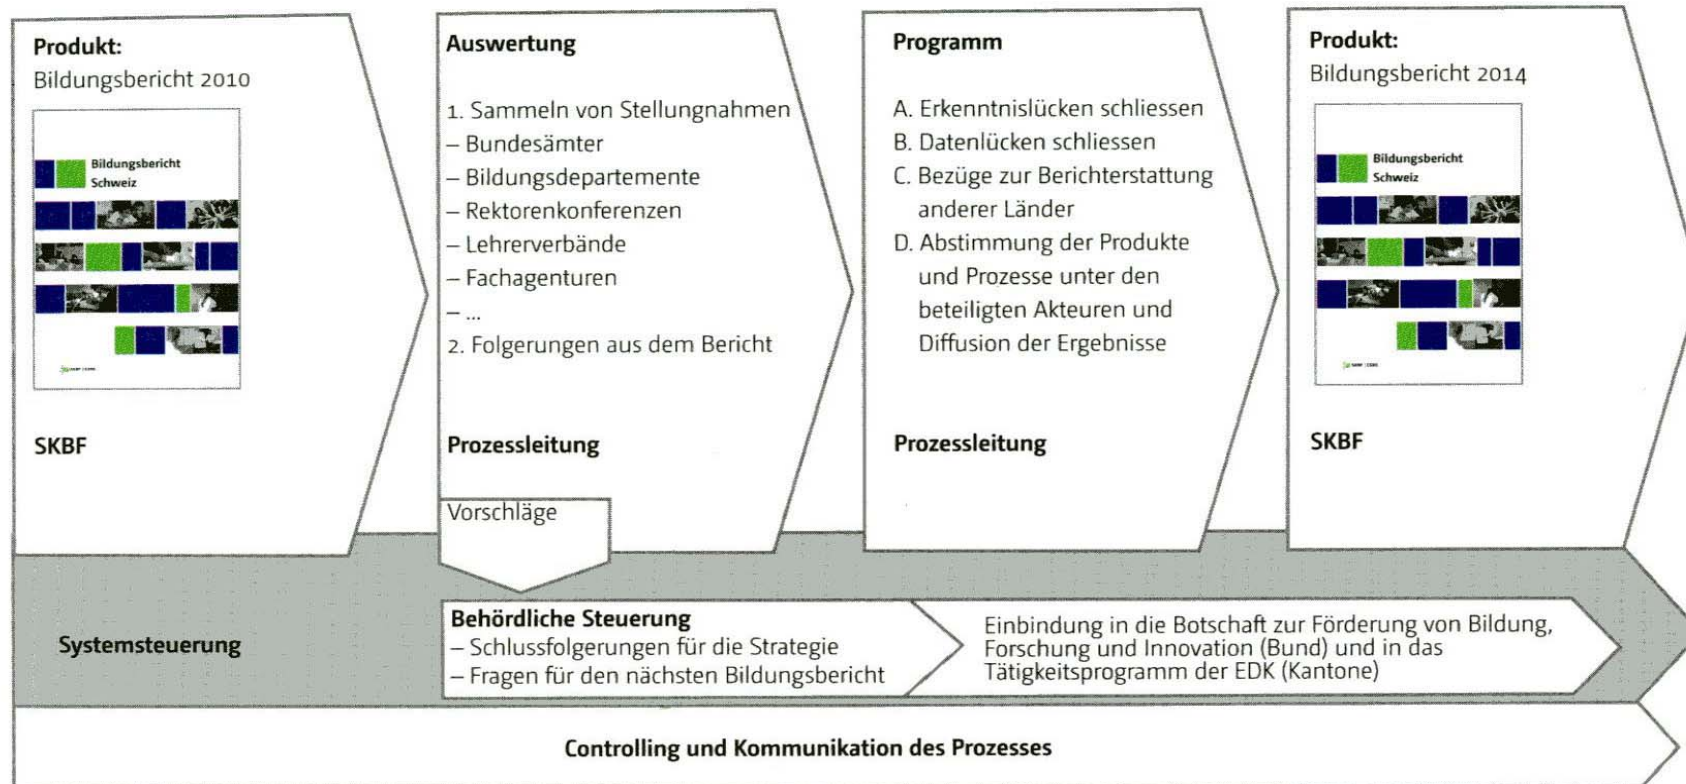 Produkt:
Bildungsbericht 2010
Bildungsbericht
Schweiz
SKBF
Auswertung
1. Sammeln von Stellungnahmen
– Bundesämter
– Bildungsdepartemente
– Rektorenkonferenzen
– Lehrerverbände
– Fachagenturen
– ...
2. Folgerungen aus dem Bericht
Prozessleitung
Vorschläge
Programm
A. Erkenntnislücken schliessen
B. Datenlücken schliessen
C. Bezüge zur Berichterstattung
anderer Länder
D. Abstimmung der Produkte
und Prozesse unter den
beteiligten Akteuren und
Diffusion der Ergebnisse
Prozessleitung
Produkt:
Bildungsbericht 2014
Bildungsbericht
Schweiz
SKBF
Systemsteuerung
Behördliche Steuerung
– Schlussfolgerungen für die Strategie
– Fragen für den nächsten Bildungsbericht
Einbindung in die Botschaft zur Förderung von Bildung,
Forschung und Innovation (Bund) und in das
Tätigkeitsprogramm der EDK (Kantone)
Controlling und Kommunikation des Prozesses